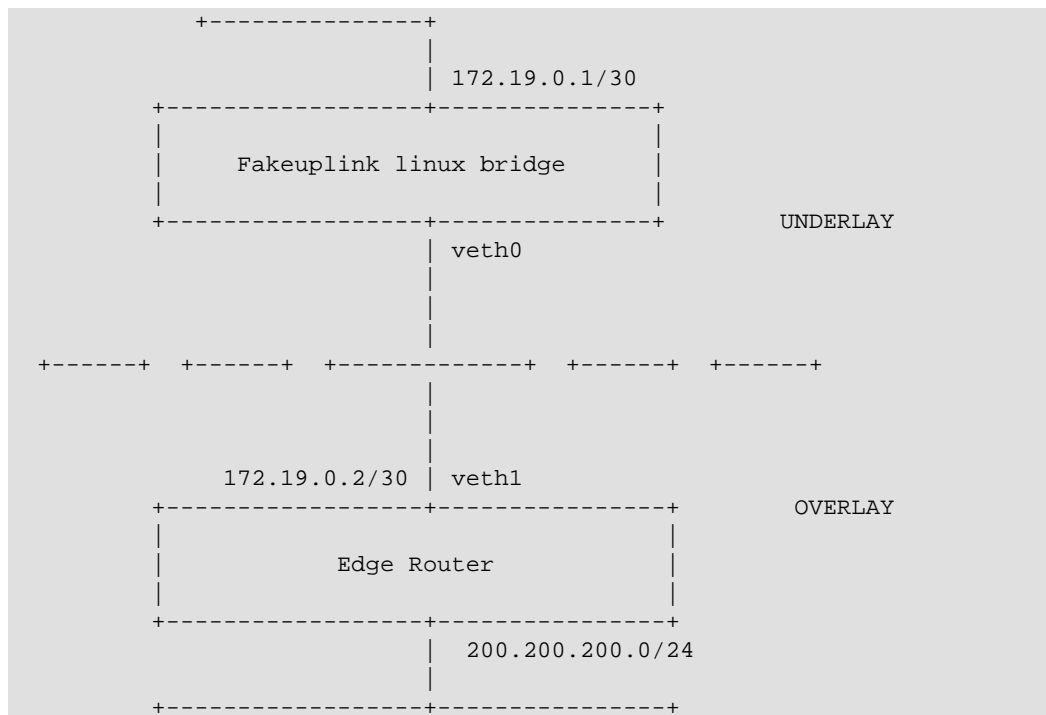 172.19.0.1/30
Fakeuplink linux bridge
UNDERLAY
veth0
172.19.0.2/30 veth1
OVERLAY
Edge Router
200.200.200.0/24